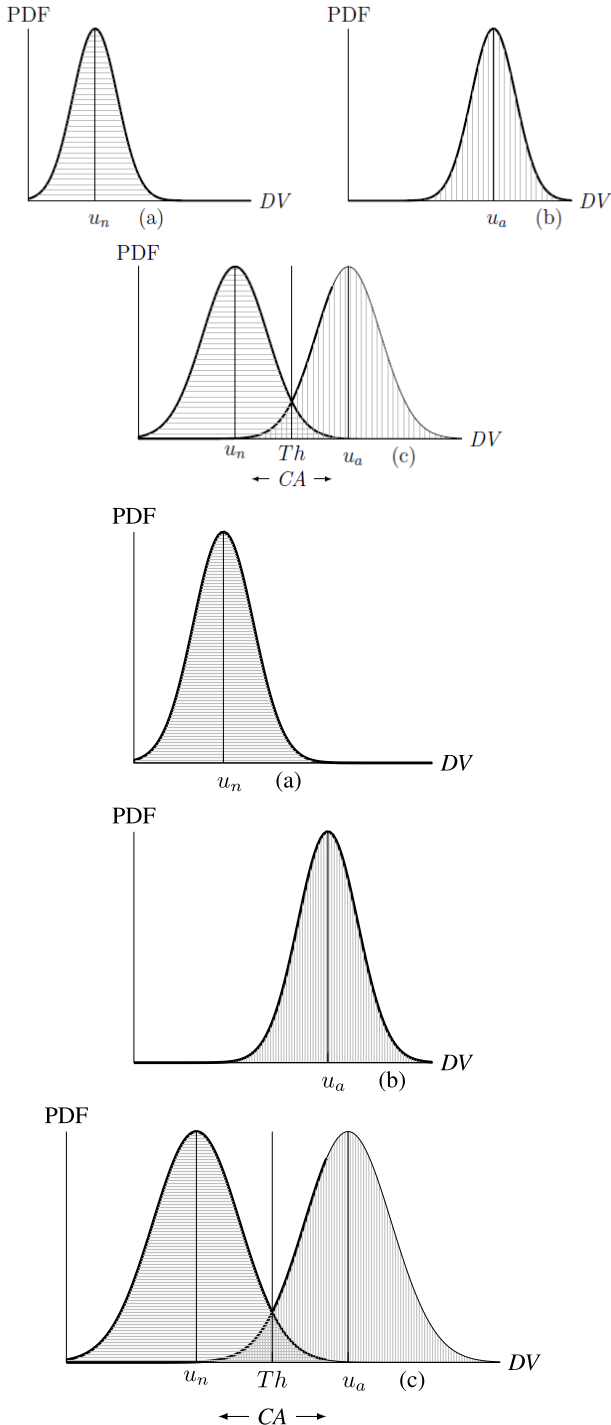 PDF PDF
DV DV
u_n (a) u_a (b)
PDF
DV
u_n Th u_a (c)
← CA →
PDF
DV
u_n (a)
PDF
DV
u_a (b)
PDF
DV
u_n Th u_a (c)
← CA →